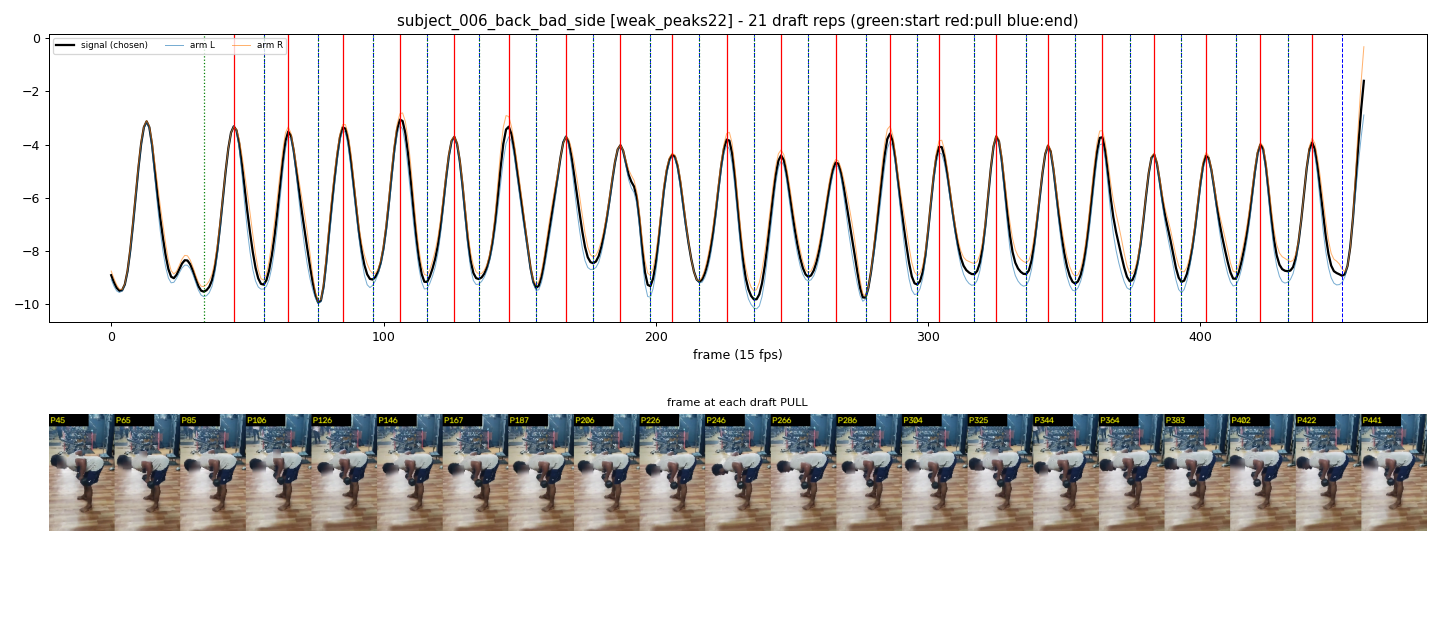 subject_006_back_bad_side [weak_peaks22] - 21 draft reps (green:start red:pull blue:end)
signal (chosen) arm L arm R
0
−2
−4
−6
−8
−10
0 100 200 300 400
frame (15 fps)
frame at each draft PULL
P45 P65 P85 P106 P126 P146 P167 P187 P206 P226 P246 P266 P286 P304 P325 P344 P364 P383 P402 P422 P441